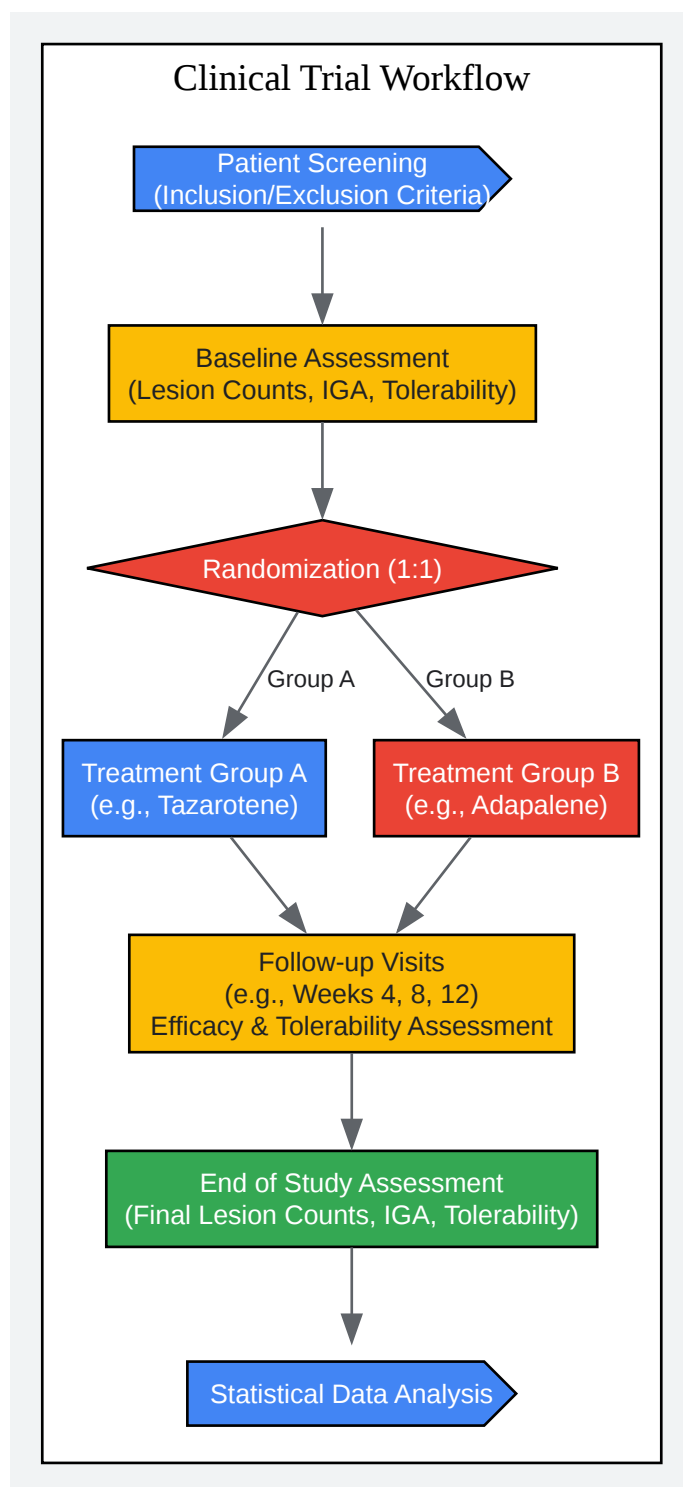 Clinical Trial Workflow
Patient Screening
(Inclusion/Exclusion Criteria)
Baseline Assessment
(Lesion Counts, IGA, Tolerability)
Randomization (1:1)
Group A
Group B
Treatment Group A
(e.g., Tazarotene)
Treatment Group B
(e.g., Adapalene)
Follow-up Visits
(e.g., Weeks 4, 8, 12)
Efficacy & Tolerability Assessment
End of Study Assessment
(Final Lesion Counts, IGA, Tolerability)
Statistical Data Analysis